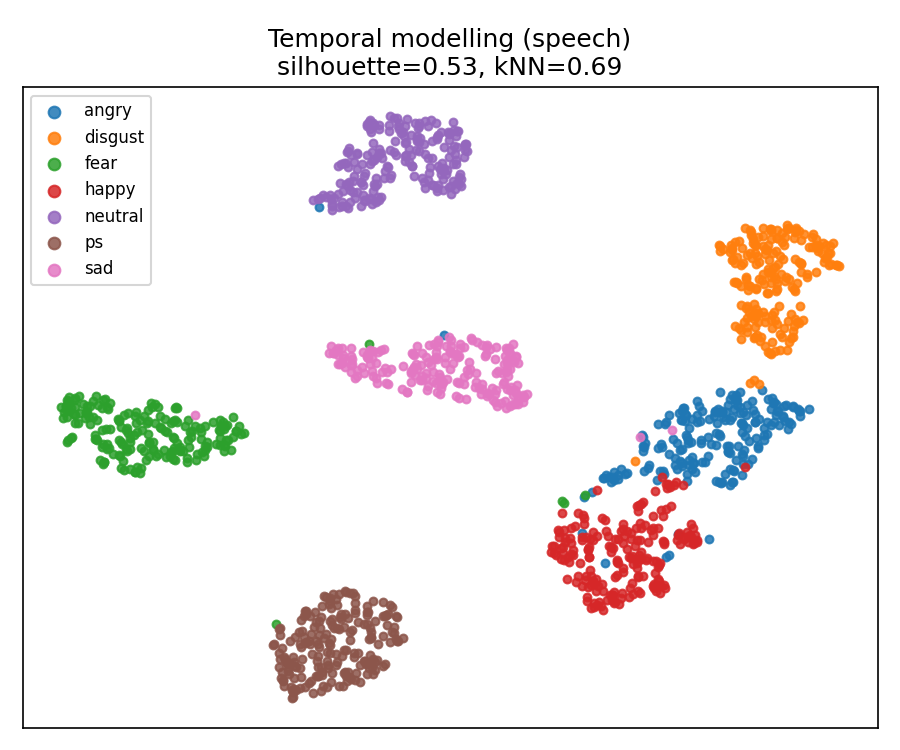 Temporal modelling (speech)
silhouette=0.53, kNN=0.69
angry
disgust
fear
happy
neutral
ps
sad